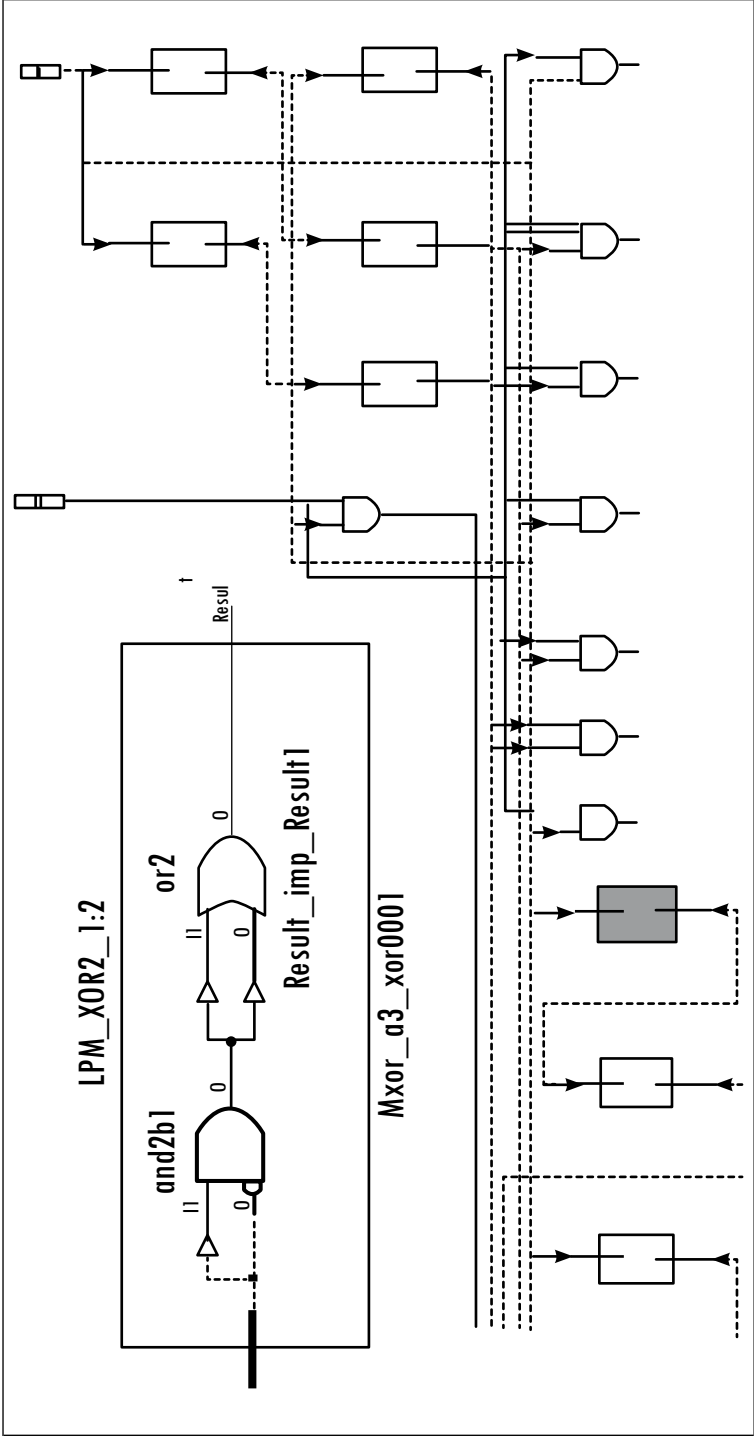 LPM_XOR2_1:2
and2b1
I1
0
0
or2
I1
0
0
Resul
t
Result_imp_Result1
Mxor_a3_xor0001